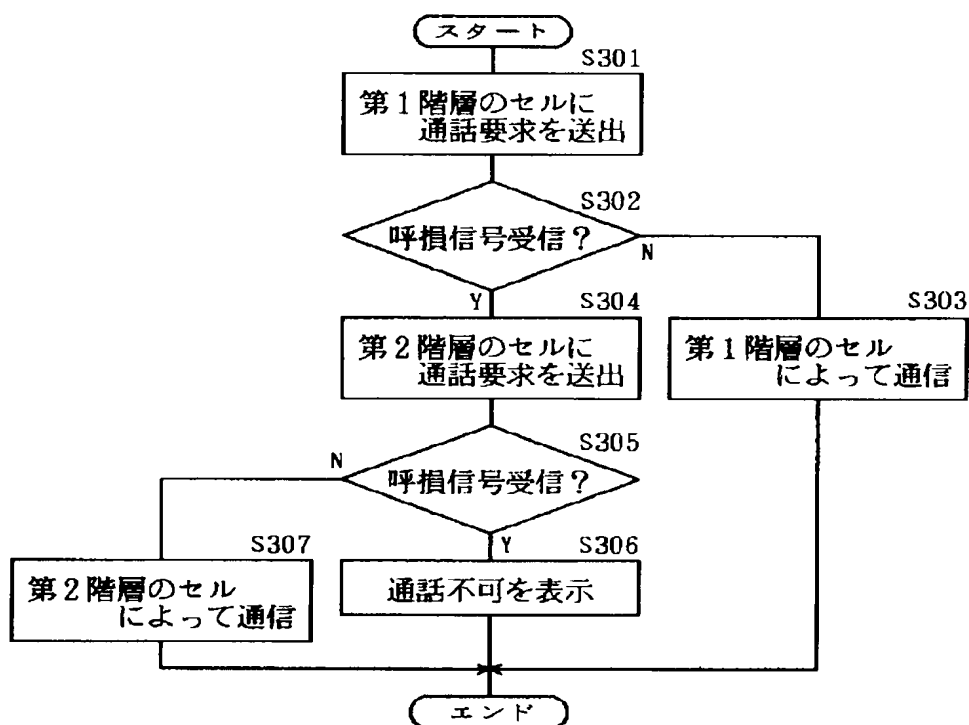 スタート
S301
第1階層のセルに
通話要求を送出
S302
呼損信号受信？
N
Y
S304
S303
第2階層のセルに
通話要求を送出
第1階層のセル
によって通信
S305
N
呼損信号受信？
Y
S307
S306
第2階層のセル
によって通信
通話不可を表示
エンド